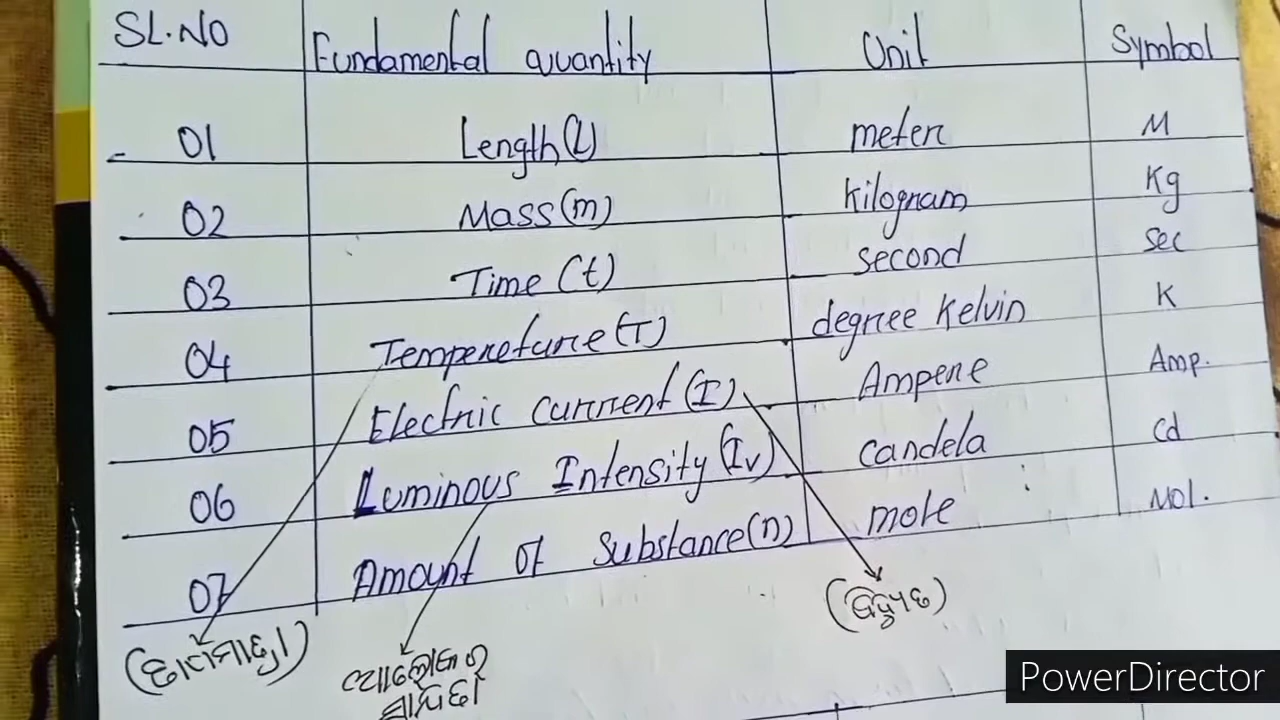 SL.NO Fundamental quantity Unit Symbol
01 Length(L) meter M
02 Mass(m) kilogram Kg
03 Time (t) second Sec
04 Tempereture(T) degree Kelvin K
05 Electric current(I) Ampere Amp.
06 Luminous Intensity(Iv) candela cd
07 Amount of Substance(n) mole Mol.
PowerDirector